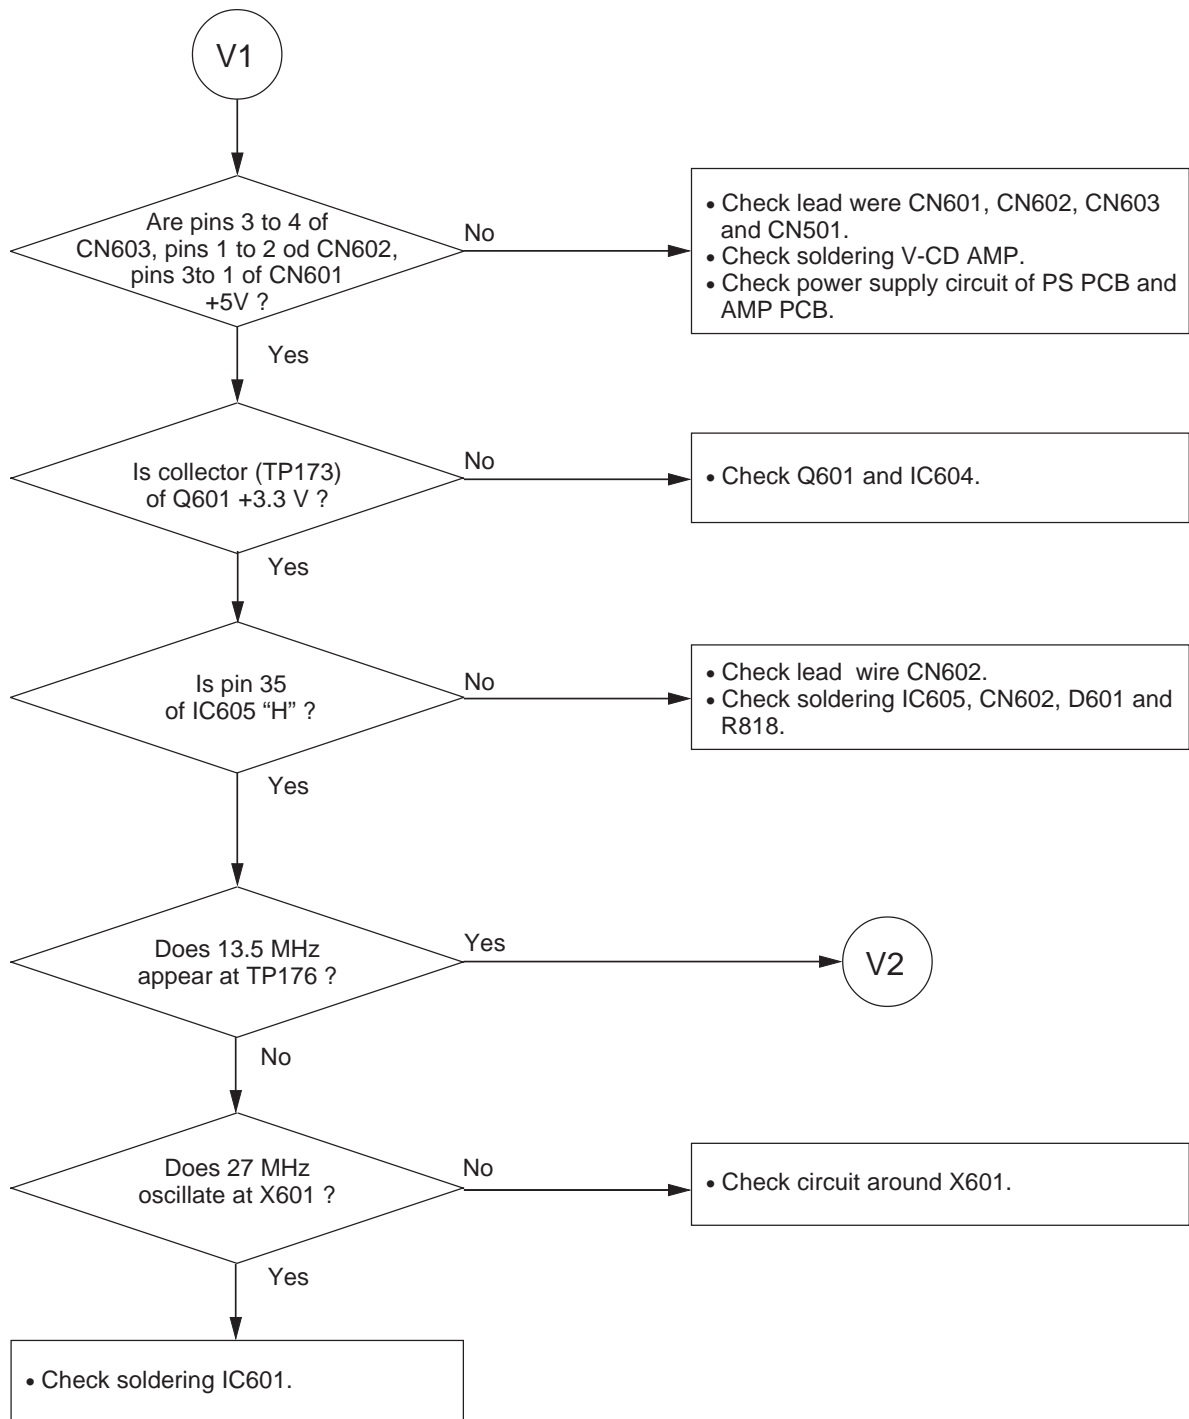 V1
Are pins 3 to 4 of
CN603, pins 1 to 2 od CN602,
pins 3to 1 of CN601
+5V ?
No
• Check lead were CN601, CN602, CN603
and CN501.
• Check soldering V-CD AMP.
• Check power supply circuit of PS PCB and
AMP PCB.
Yes
Is collector (TP173)
of Q601 +3.3 V ?
No
• Check Q601 and IC604.
Yes
Is pin 35
of IC605 “H” ?
No
• Check lead  wire CN602.
• Check soldering IC605, CN602, D601 and
R818.
Yes
Does 13.5 MHz
appear at TP176 ?
Yes
V2
No
Does 27 MHz
oscillate at X601 ?
No
• Check circuit around X601.
Yes
• Check soldering IC601.